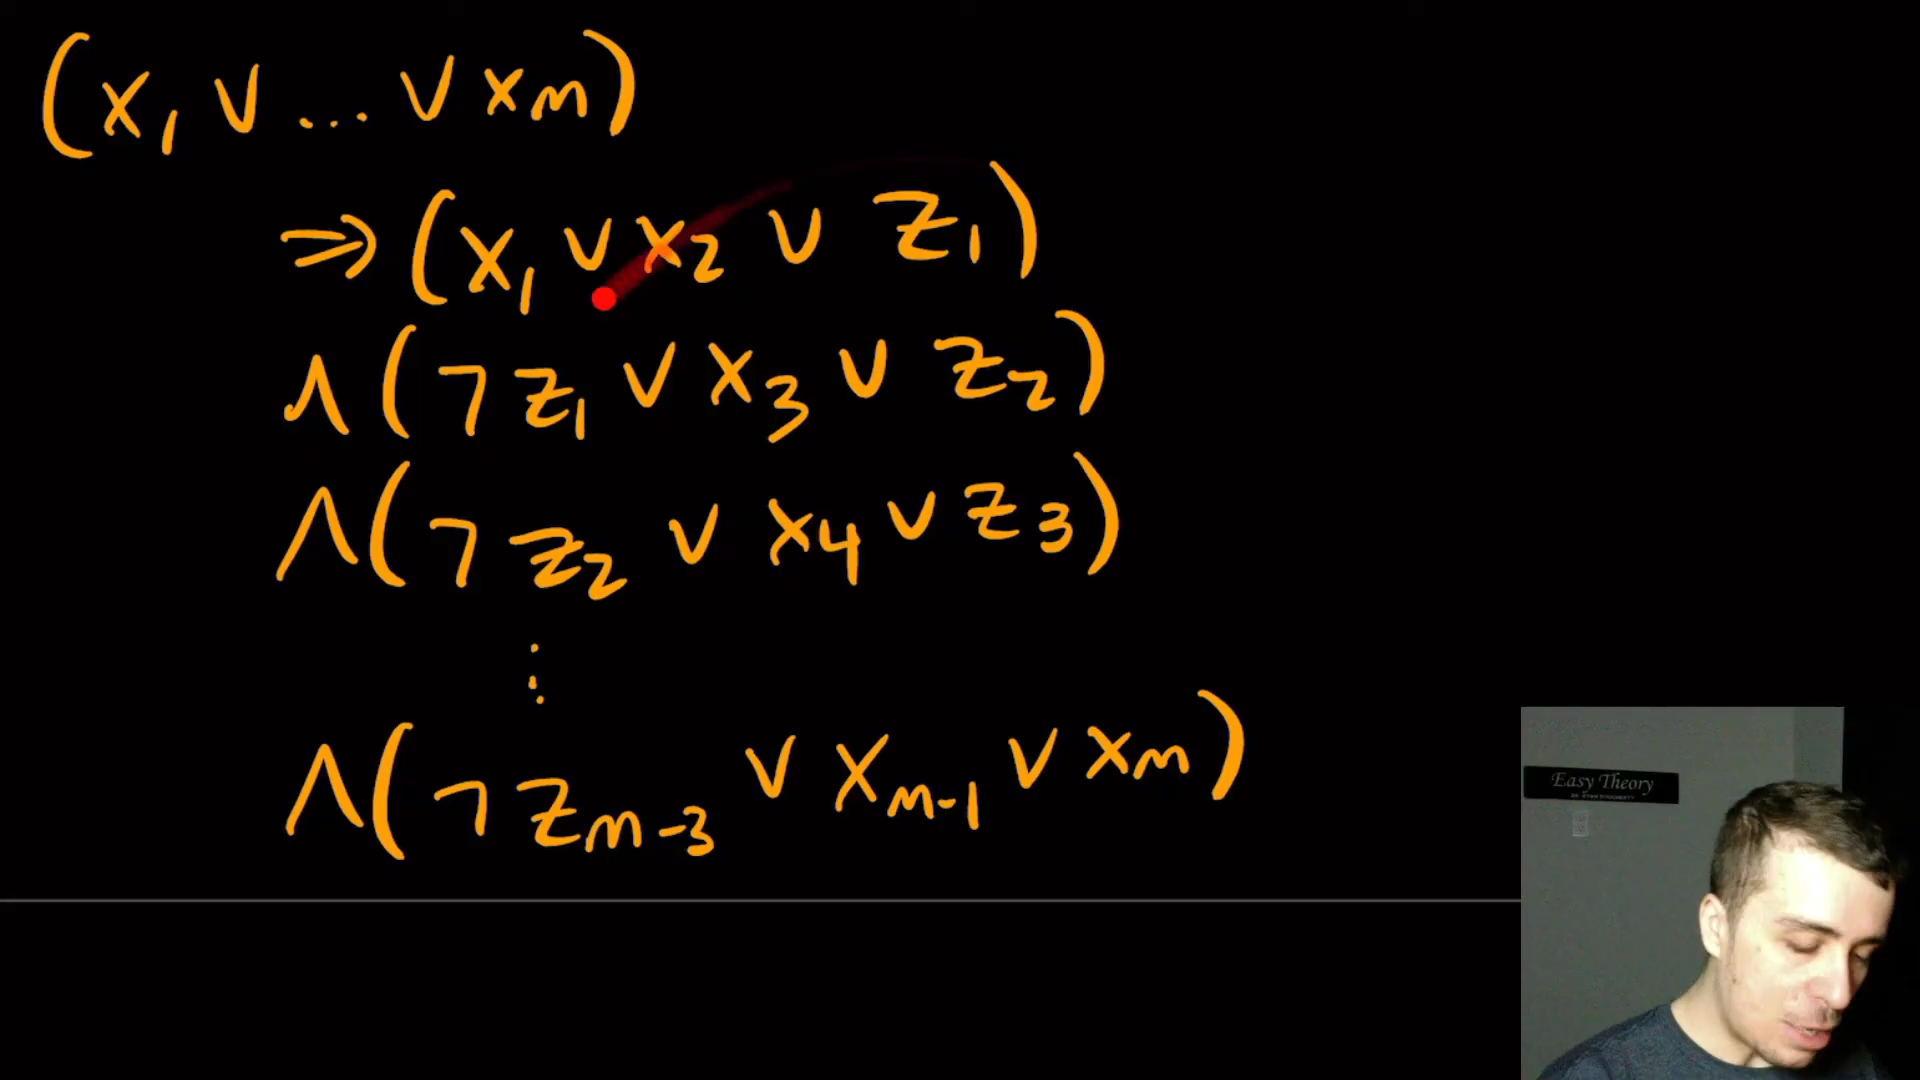 (x₁ ∨ ... ∨ xₘ)
⇒ (x₁ ∨ x₂ ∨ z₁)
∧ (¬z₁ ∨ x₃ ∨ z₂)
∧ (¬z₂ ∨ x₄ ∨ z₃)
⋮
∧ (¬zₘ₋₃ ∨ xₘ₋₁ ∨ xₘ)
Easy Theory